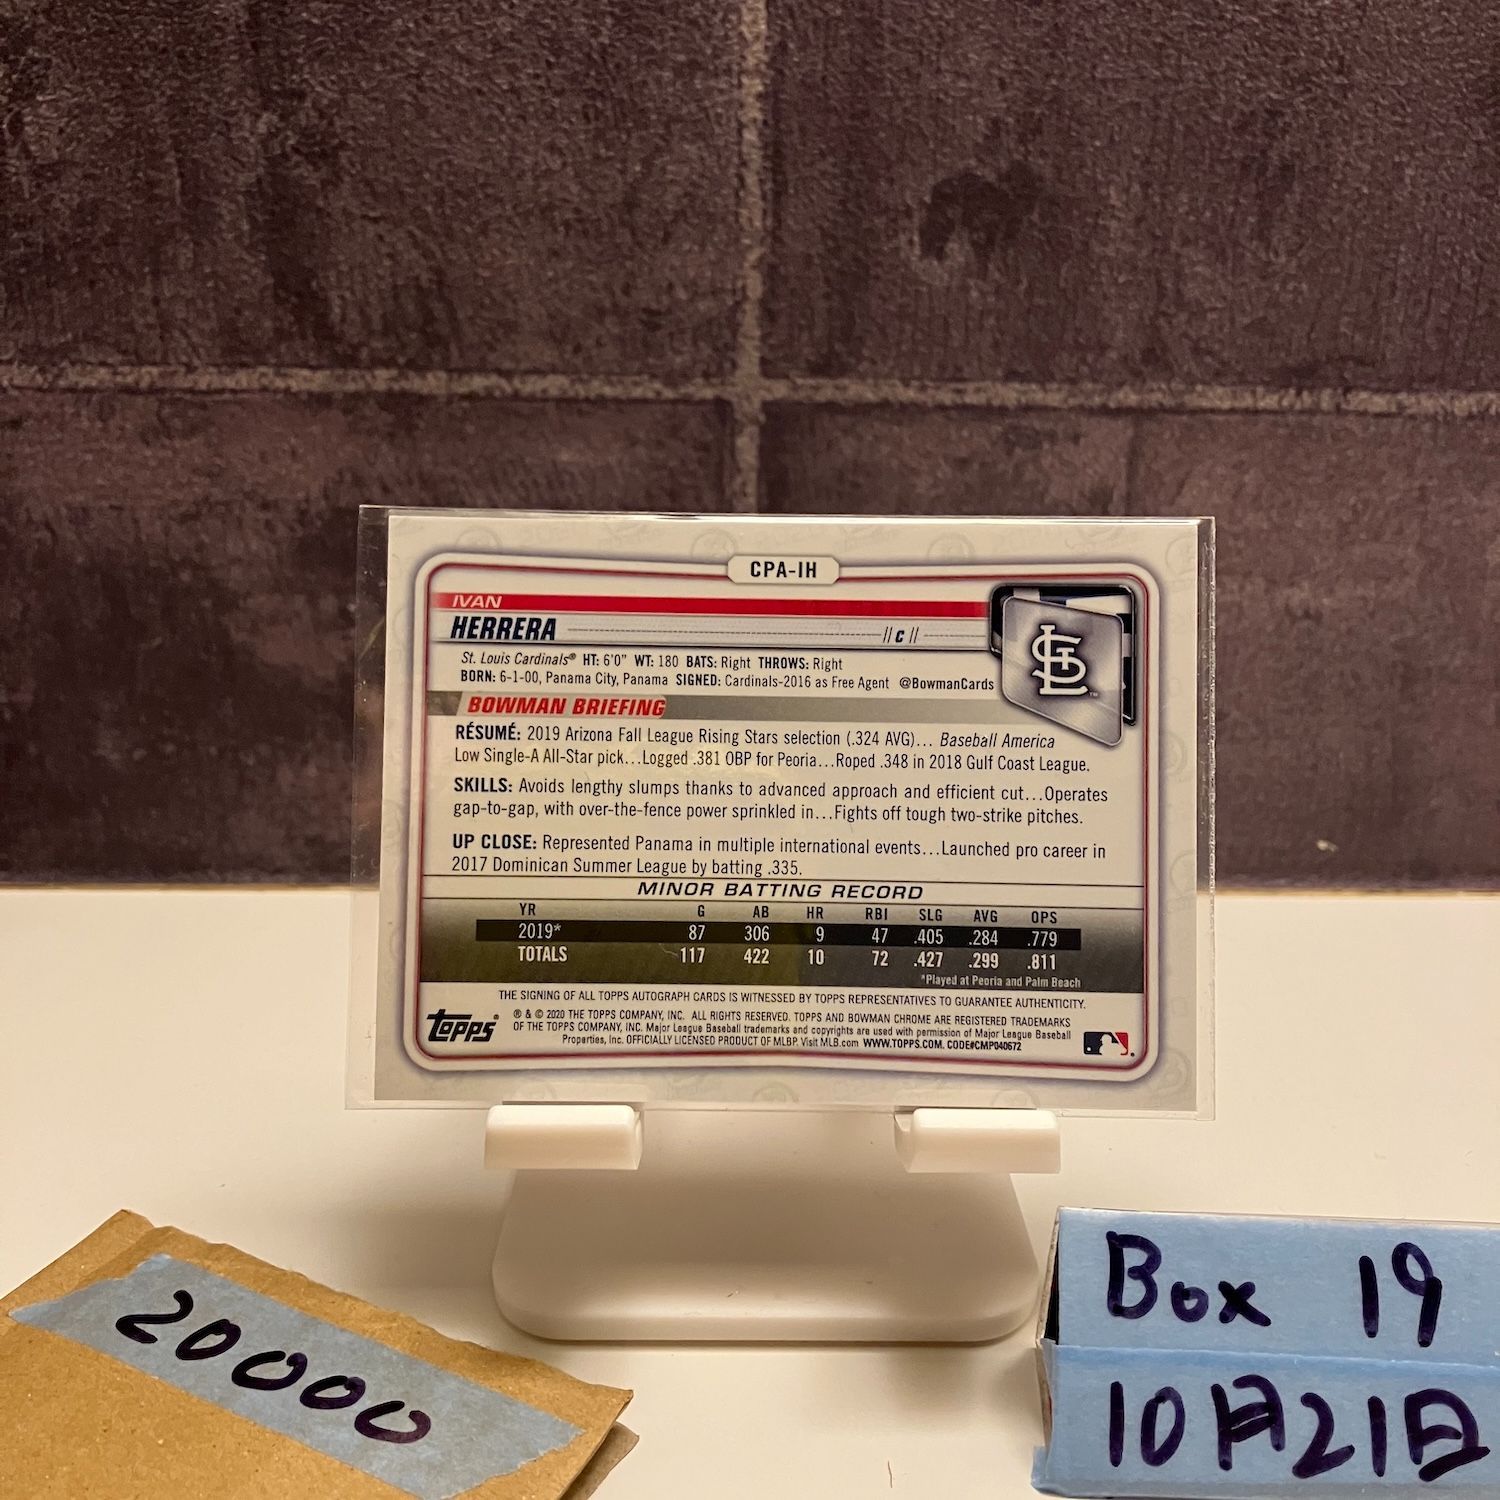 CPA-IH
IVAN
HERRERA // C //
St. Louis Cardinals® HT: 6'0" WT: 180 BATS: Right THROWS: Right
BORN: 6-1-00, Panama City, Panama SIGNED: Cardinals-2016 as Free Agent @BowmanCards
STL ™
BOWMAN BRIEFING
RÉSUMÉ: 2019 Arizona Fall League Rising Stars selection (.324 AVG)... Baseball America
Low Single-A All-Star pick...Logged .381 OBP for Peoria...Roped .348 in 2018 Gulf Coast League.
SKILLS: Avoids lengthy slumps thanks to advanced approach and efficient cut...Operates
gap-to-gap, with over-the-fence power sprinkled in...Fights off tough two-strike pitches.
UP CLOSE: Represented Panama in multiple international events...Launched pro career in
2017 Dominican Summer League by batting .335.
MINOR BATTING RECORD
YR G AB HR RBI SLG AVG OPS
2019* 87 306 9 47 .405 .284 .779
TOTALS 117 422 10 72 .427 .299 .811
*Played at Peoria and Palm Beach
THE SIGNING OF ALL TOPPS AUTOGRAPH CARDS IS WITNESSED BY TOPPS REPRESENTATIVES TO GUARANTEE AUTHENTICITY.
topps® ® & © 2020 THE TOPPS COMPANY, INC. ALL RIGHTS RESERVED. TOPPS AND BOWMAN CHROME ARE REGISTERED TRADEMARKS
OF THE TOPPS COMPANY, INC. Major League Baseball trademarks and copyrights are used with permission of Major League Baseball
Properties, Inc. OFFICIALLY LICENSED PRODUCT OF MLBP. Visit MLB.com WWW.TOPPS.COM. CODE#CMP040672
20000
Box 19
10月21日